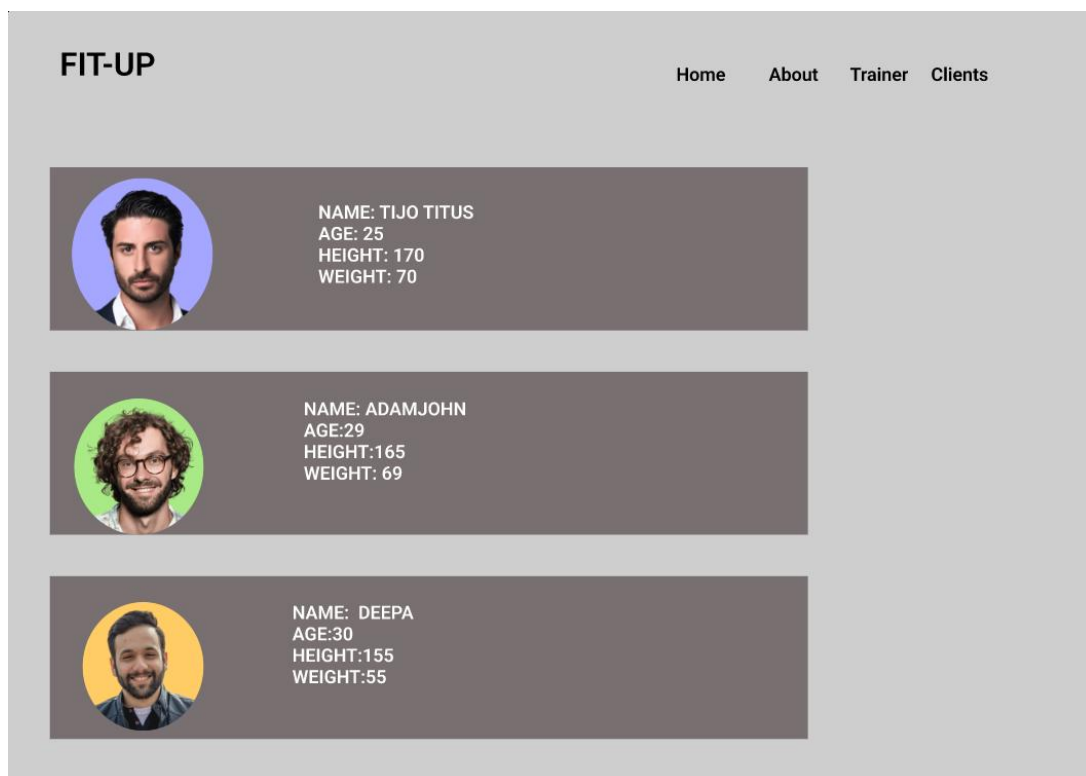 FIT-UP
Home About Trainer Clients
NAME: TIJO TITUS
AGE: 25
HEIGHT: 170
WEIGHT: 70
NAME: ADAMJOHN
AGE:29
HEIGHT:165
WEIGHT: 69
NAME:  DEEPA
AGE:30
HEIGHT:155
WEIGHT:55